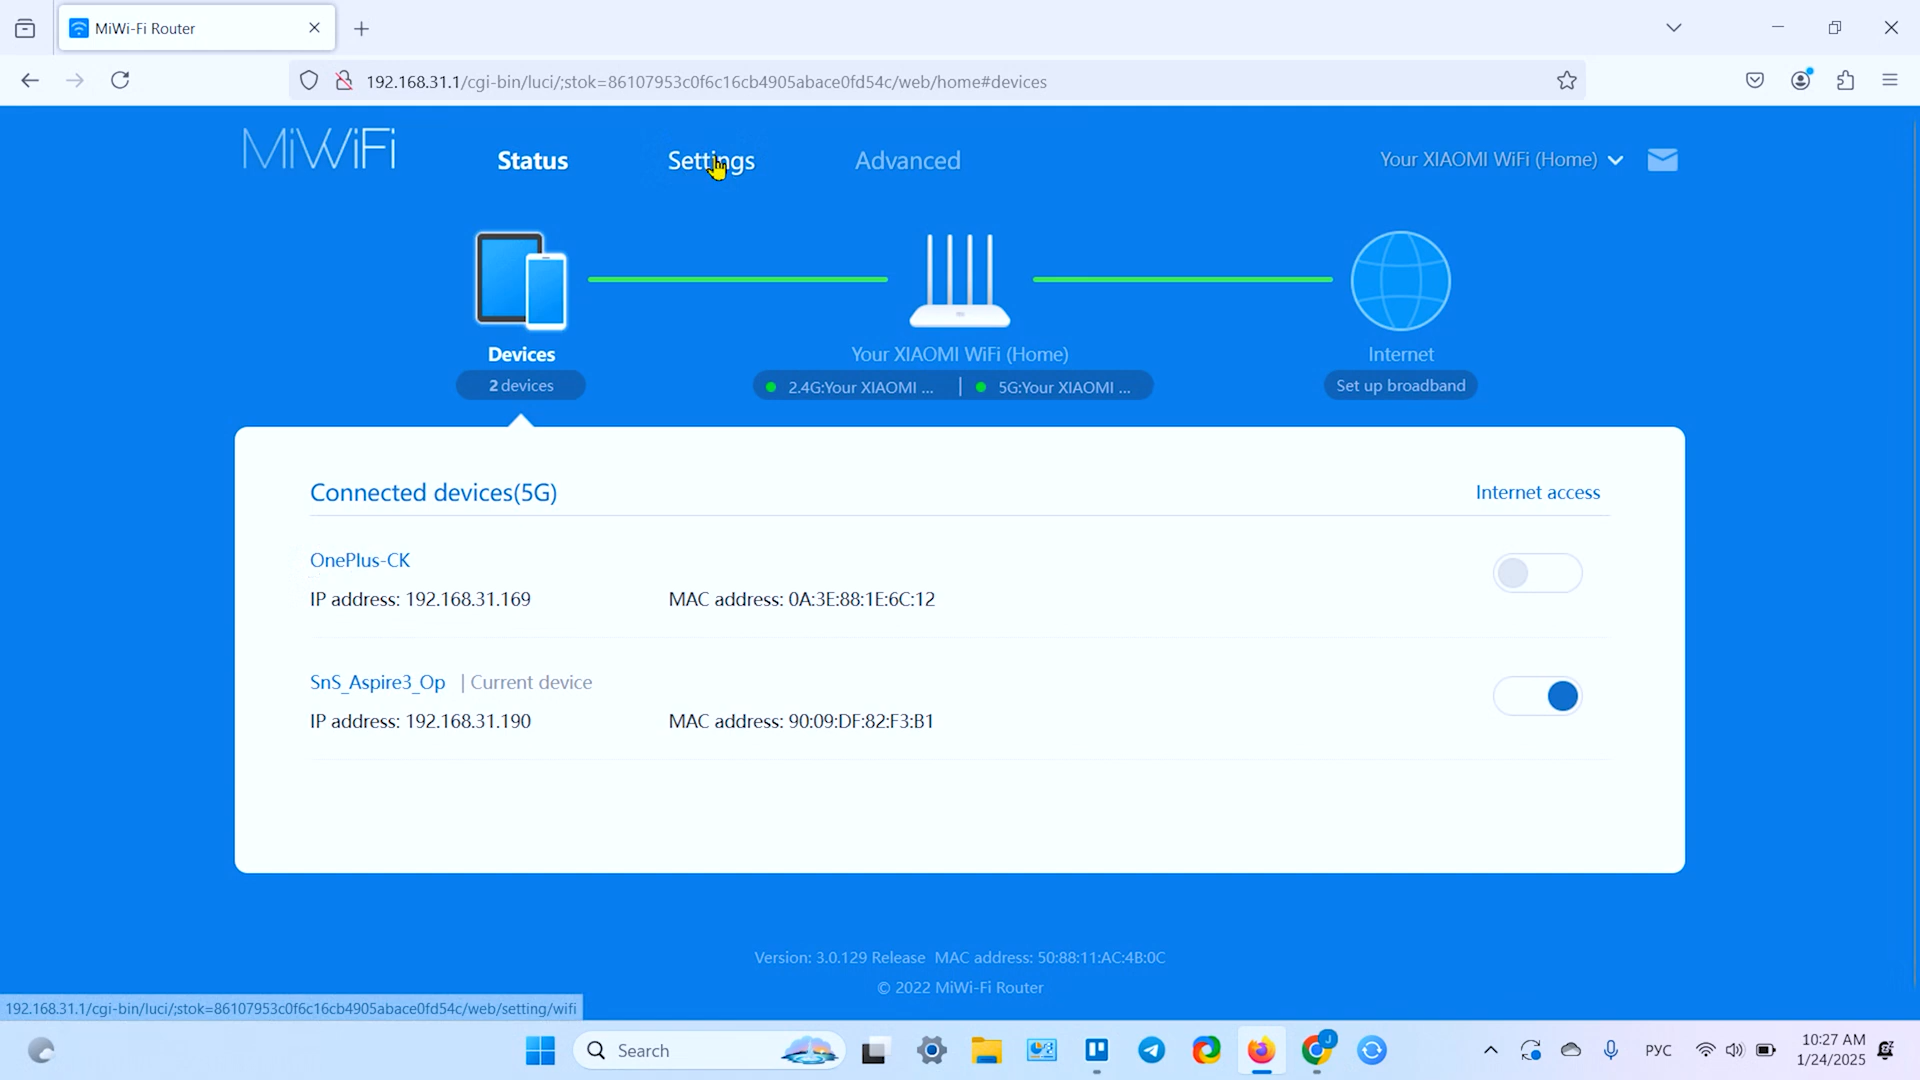 MiWi-Fi Router
192.168.31.1/cgi-bin/luci/;stok=86107953c0f6c16cb4905abace0fd54c/web/home#devices
MiWiFi
Status
Settings
Advanced
Your XIAOMI WiFi (Home)
Devices
Your XIAOMI WiFi (Home)
Internet
2 devices
2.4G:Your XIAOMI ... | 5G:Your XIAOMI ...
Set up broadband
Connected devices(5G)
Internet access
OnePlus-CK
IP address: 192.168.31.169
MAC address: 0A:3E:88:1E:6C:12
SnS_Aspire3_Op | Current device
IP address: 192.168.31.190
MAC address: 90:09:DF:82:F3:B1
Version: 3.0.129 Release MAC address: 50:88:11:AC:4B:0C
© 2022 MiWi-Fi Router
192.168.31.1/cgi-bin/luci/;stok=86107953c0f6c16cb4905abace0fd54c/web/setting/wifi
Search
J
РУС
10:27 AM
1/24/2025